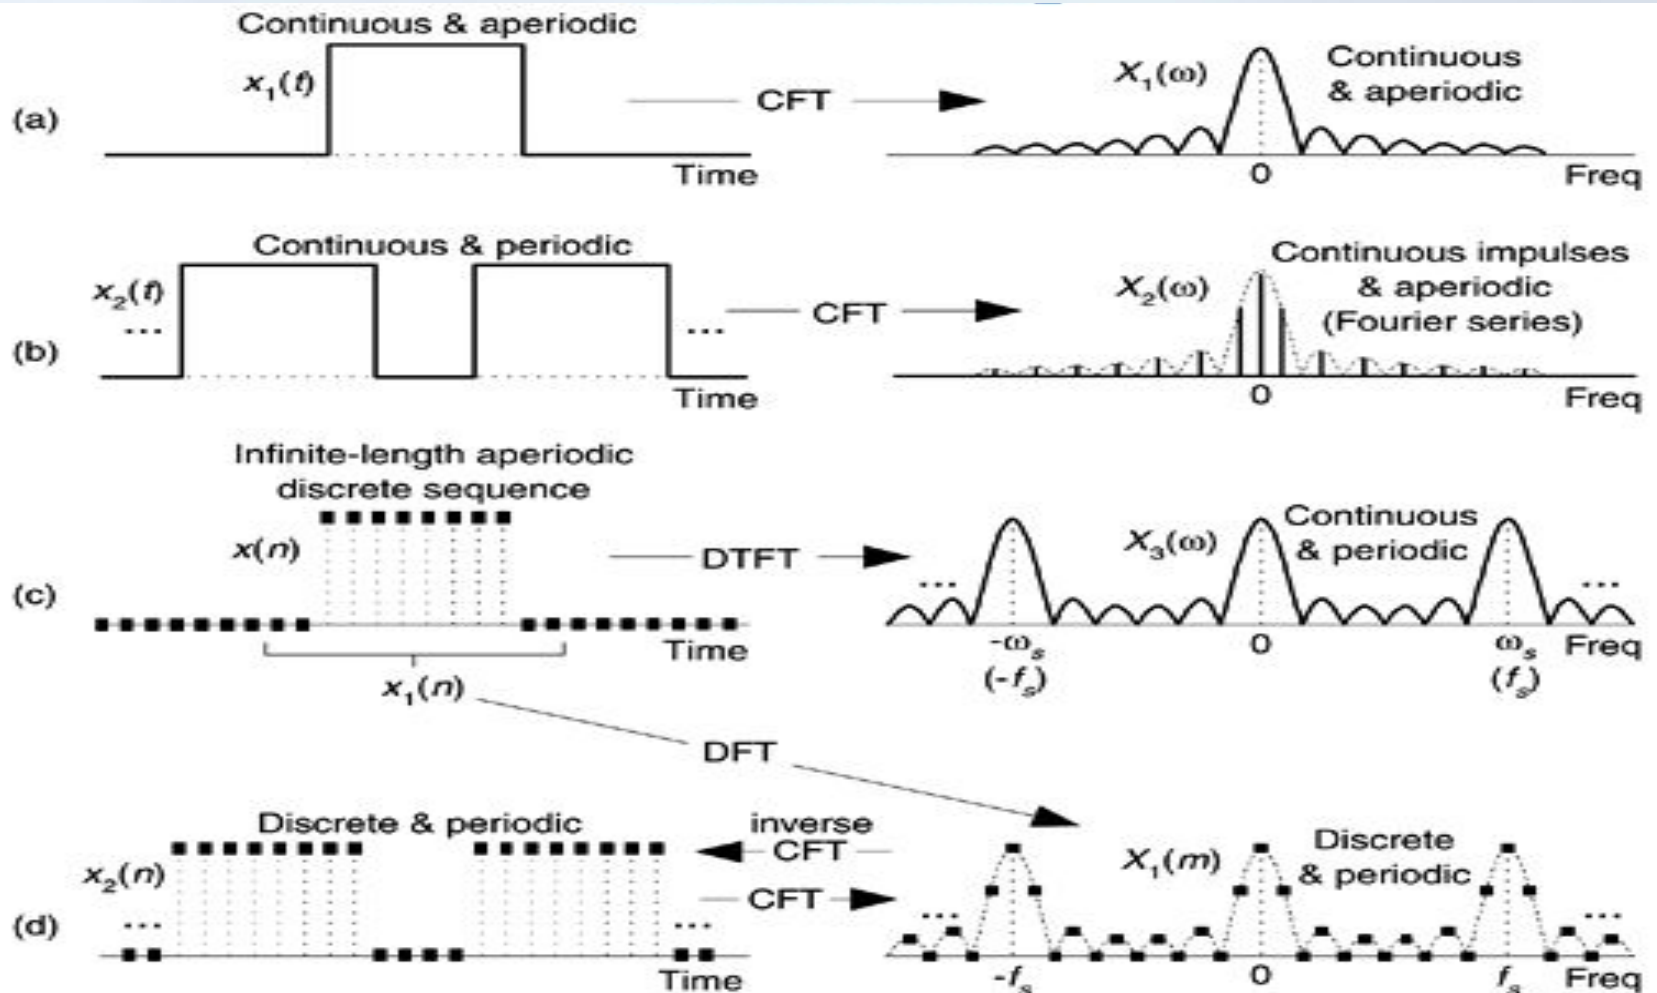 Continuous & aperiodic
x₁(t)
CFT
X₁(ω)
Continuous
& aperiodic
(a)
Time
0
Freq
Continuous & periodic
x₂(t)
...
...
CFT
X₂(ω)
Continuous impulses
& aperiodic
(Fourier series)
(b)
Time
0
Freq
Infinite-length aperiodic
discrete sequence
x(n)
DTFT
X₃(ω)
Continuous
& periodic
...
...
(c)
Time
-ωₛ
(-fₛ)
0
ωₛ
(fₛ)
Freq
x₁(n)
DFT
Discrete & periodic
x₂(n)
inverse
CFT
CFT
X₁(m)
Discrete
& periodic
...
...
...
...
(d)
Time
-fₛ
0
fₛ
Freq